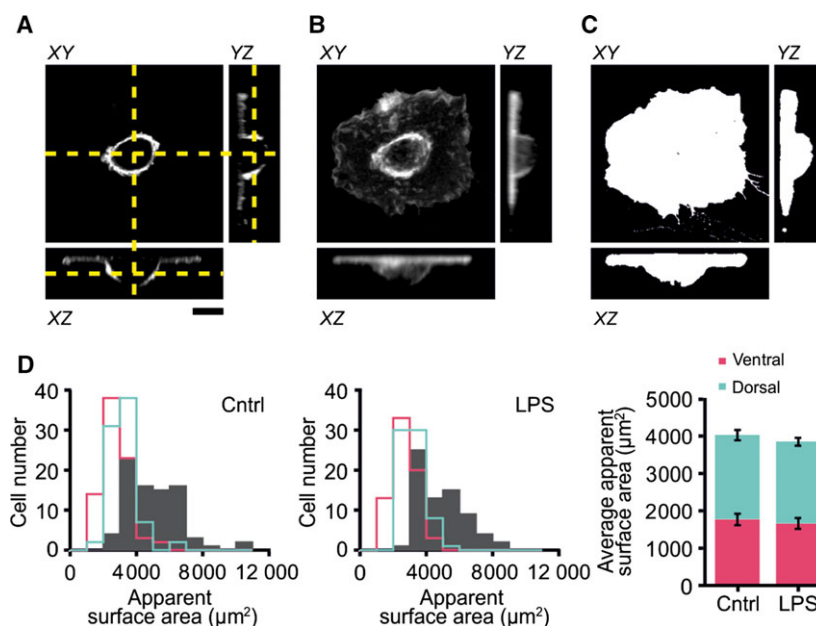 A
XY
YZ
XZ
B
XY
YZ
XZ
C
XY
YZ
XZ
D
Cntrl
Cell number
40
30
20
10
0
0
4000
8000
12 000
Apparent
surface area (µm²)
LPS
Cell number
40
30
20
10
0
0
4000
8 000
12 000
Apparent
surface area (µm²)
Ventral
Dorsal
Average apparent
surface area (µm²)
5000
4000
3000
2000
1000
0
Cntrl
LPS